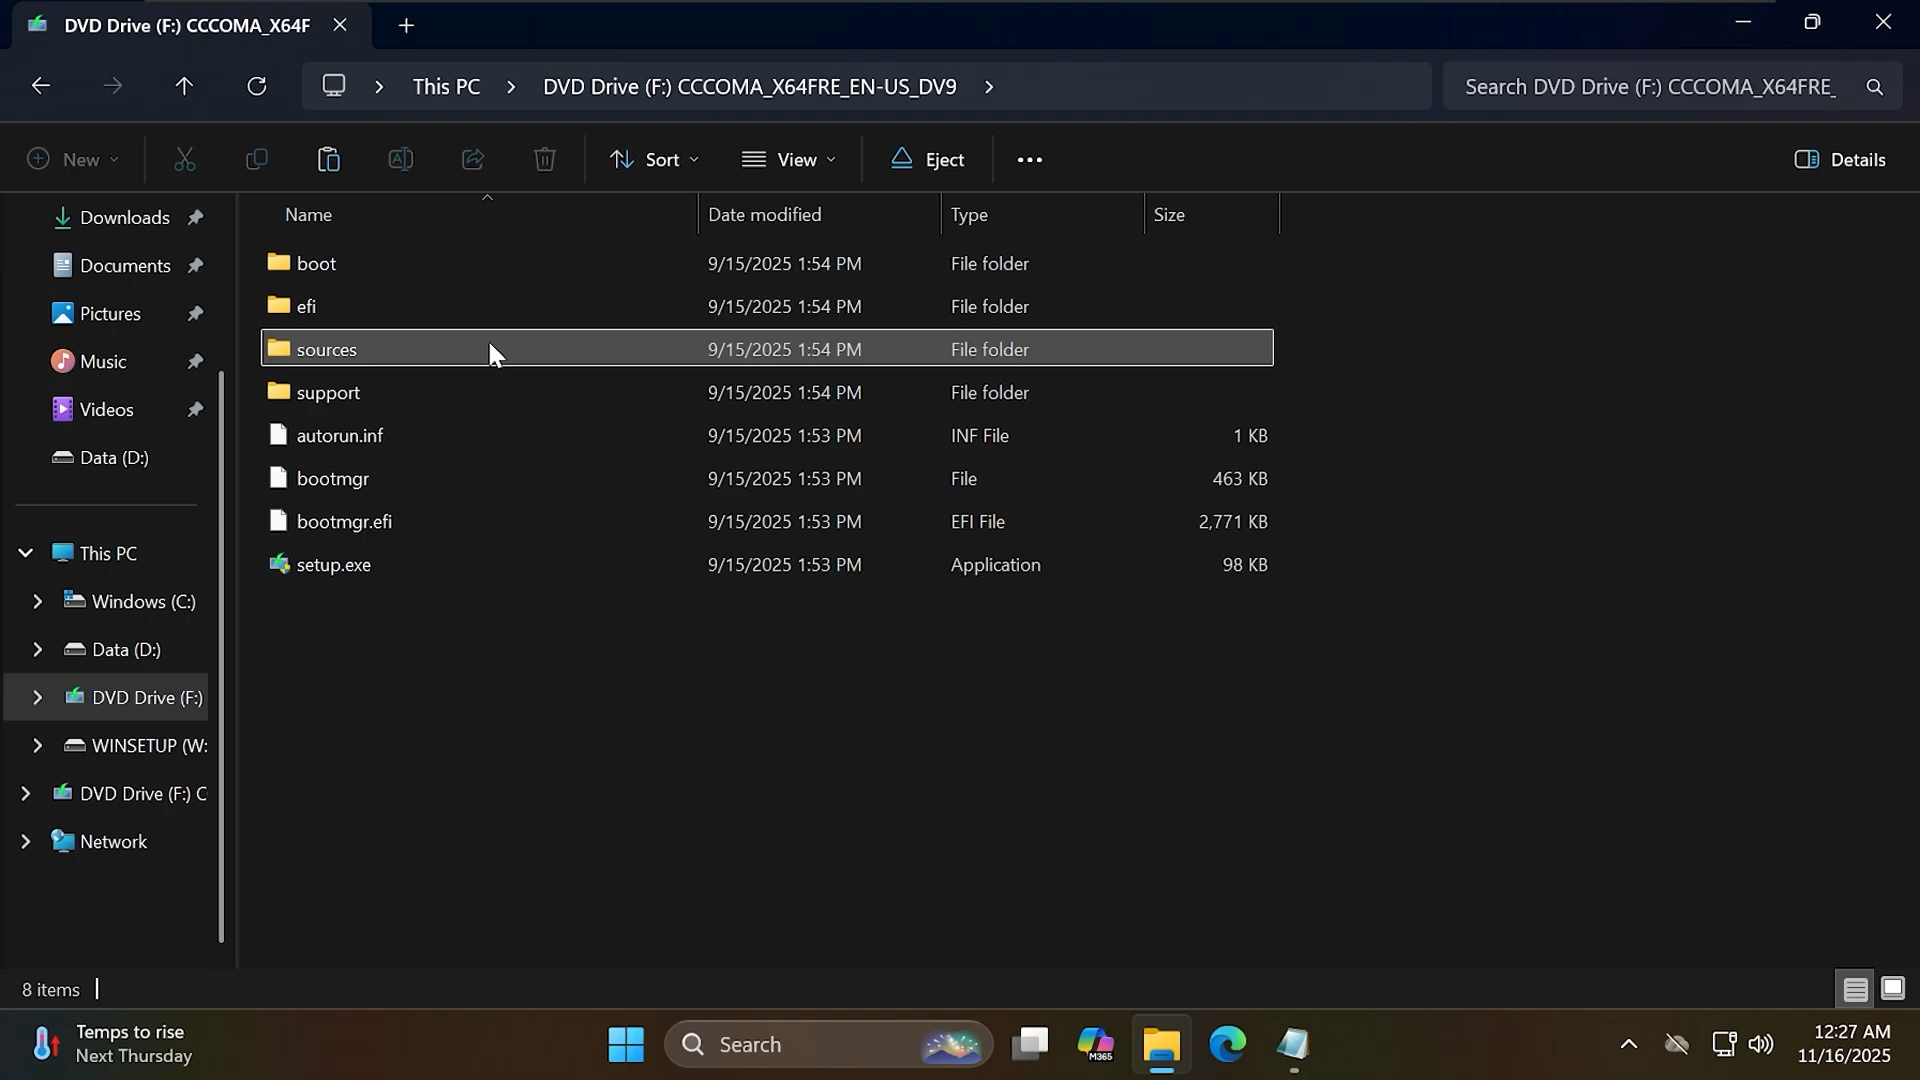 DVD Drive (F:) CCCOMA_X64F
This PC > DVD Drive (F:) CCCOMA_X64FRE_EN-US_DV9 >
Search DVD Drive (F:) CCCOMA_X64FRE_
New
Sort
View
Eject
Details
Name Date modified Type Size
boot 9/15/2025 1:54 PM File folder
efi 9/15/2025 1:54 PM File folder
sources 9/15/2025 1:54 PM File folder
support 9/15/2025 1:54 PM File folder
autorun.inf 9/15/2025 1:53 PM INF File 1 KB
bootmgr 9/15/2025 1:53 PM File 463 KB
bootmgr.efi 9/15/2025 1:53 PM EFI File 2,771 KB
setup.exe 9/15/2025 1:53 PM Application 98 KB
Downloads
Documents
Pictures
Music
Videos
Data (D:)
This PC
Windows (C:)
Data (D:)
DVD Drive (F:)
WINSETUP (W:
DVD Drive (F:) C
Network
8 items
Temps to rise
Next Thursday
Search
M365
12:27 AM
11/16/2025